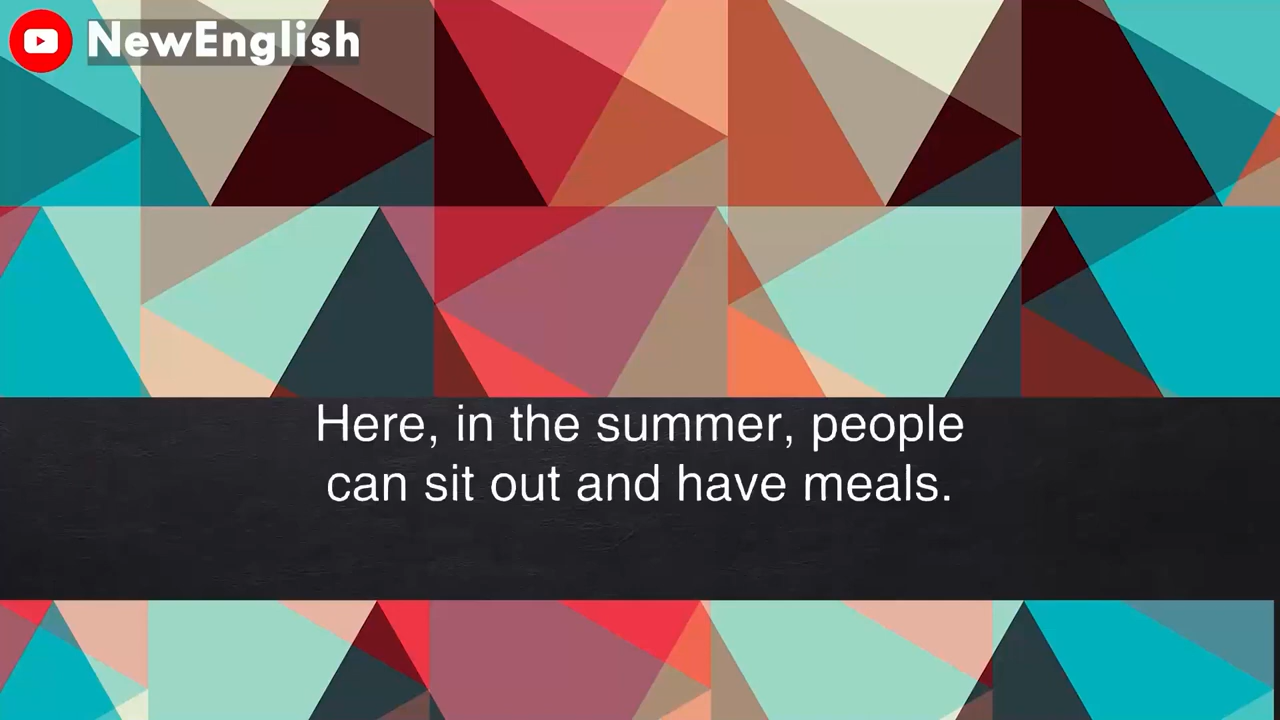 NewEnglish
Here, in the summer, people
can sit out and have meals.